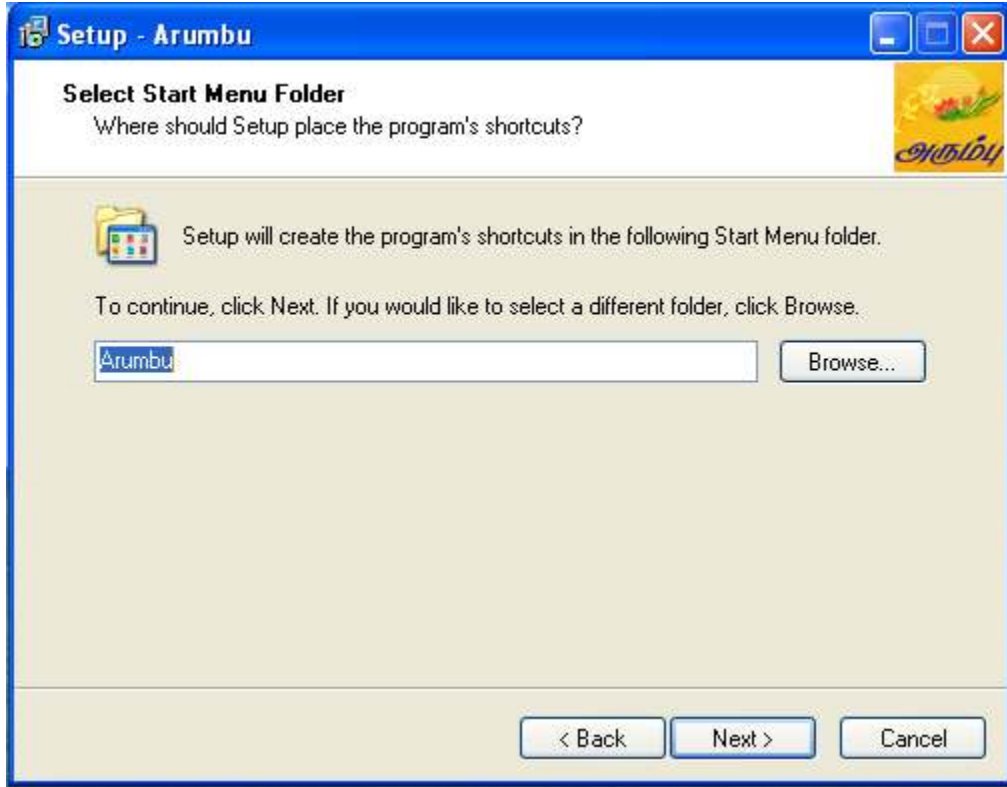 Setup - Arumbu
Select Start Menu Folder
Where should Setup place the program's shortcuts?
அரும்பு
Setup will create the program's shortcuts in the following Start Menu folder.
To continue, click Next. If you would like to select a different folder, click Browse.
Arumbu
Browse...
< Back
Next >
Cancel